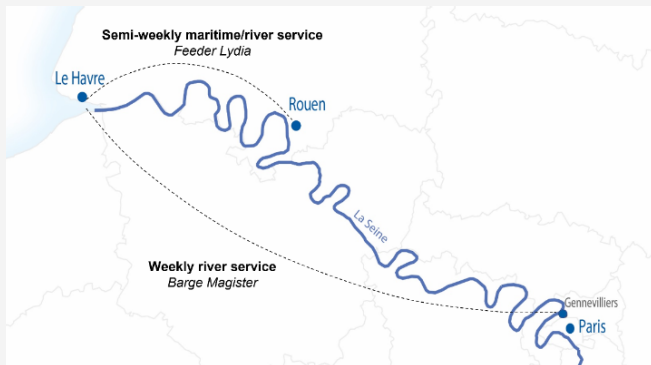 Semi-weekly maritime/river service
Feeder Lydia
Le Havre
Rouen
La Seine
Weekly river service
Barge Magister
Gennevilliers
Paris